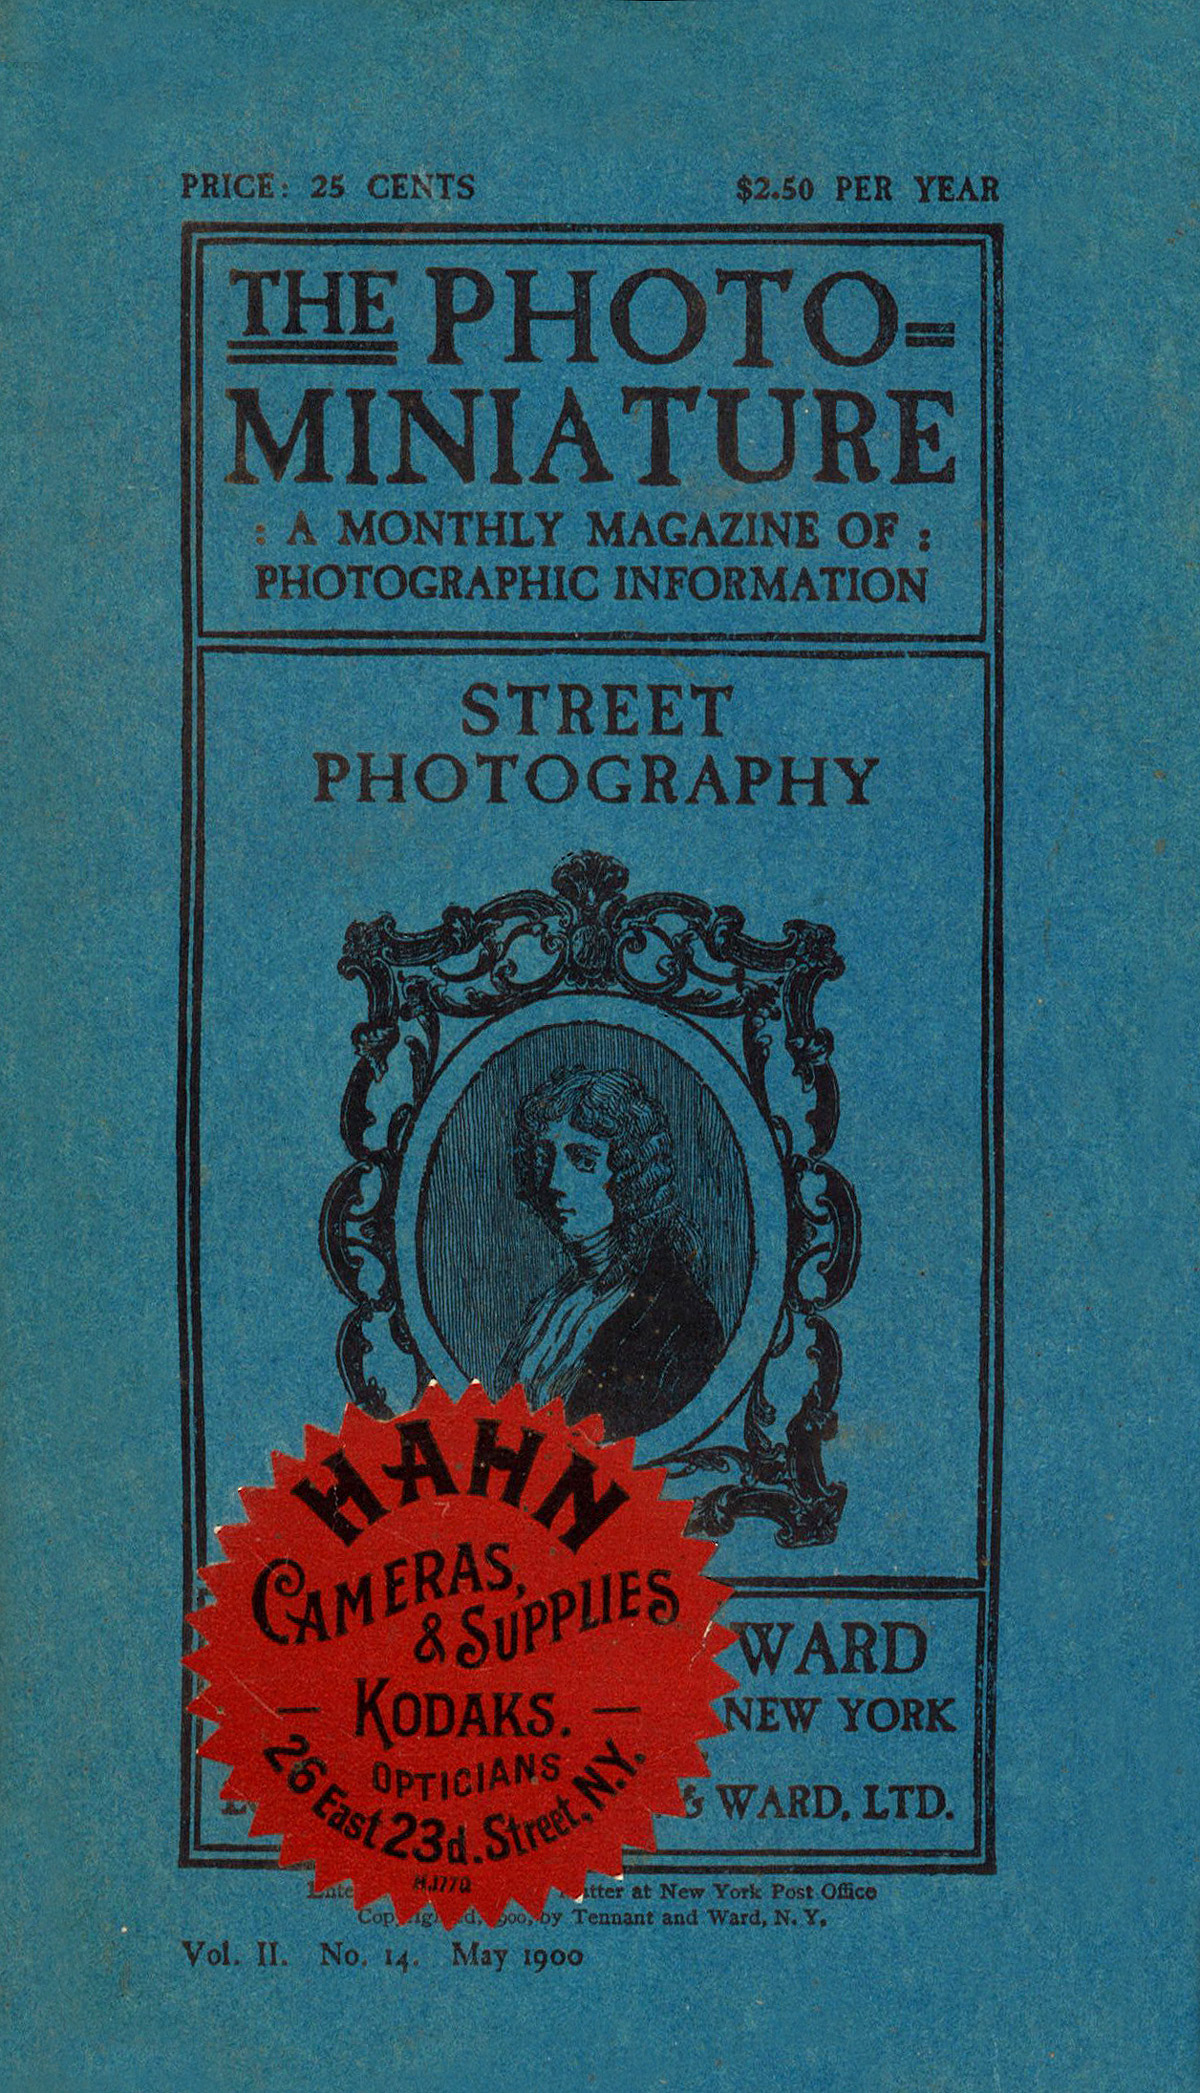 PRICE: 25 CENTS $2.50 PER YEAR
THE PHOTO=
MINIATURE
: A MONTHLY MAGAZINE OF :
PHOTOGRAPHIC INFORMATION
STREET
PHOTOGRAPHY
HAHN
CAMERAS,
& SUPPLIES
— KODAKS. —
OPTICIANS
26 East 23d. Street, N.Y.
WARD
NEW YORK
& WARD, LTD.
at New York Post Office
by Tennant and Ward, N. Y.
Vol. II. No. 14. May 1900